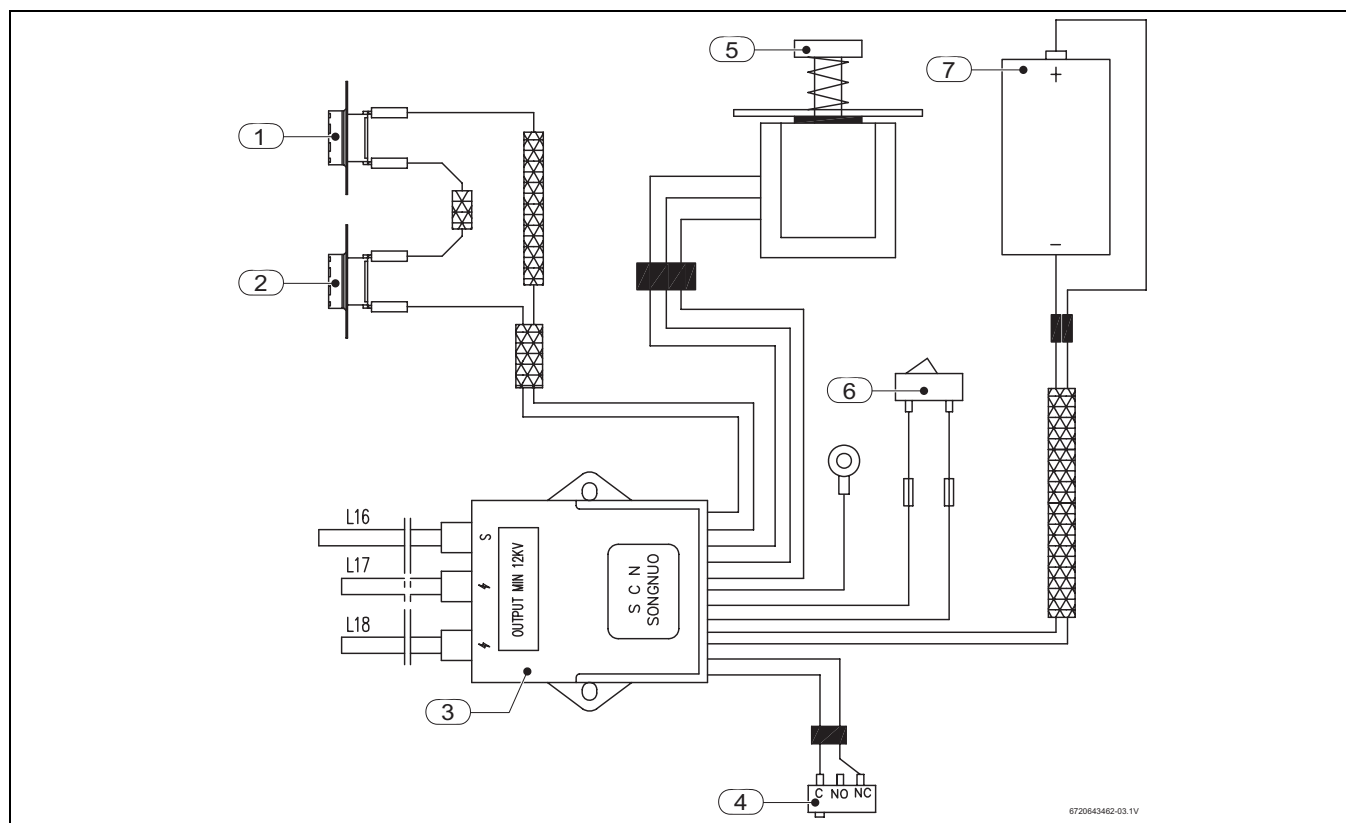 5
7
+
1
−
2
6
L16
S
L17
L18
OUTPUT MIN 12KV
S C N
SONGNUO
3
4
C NO NC
6720643462-03.1V